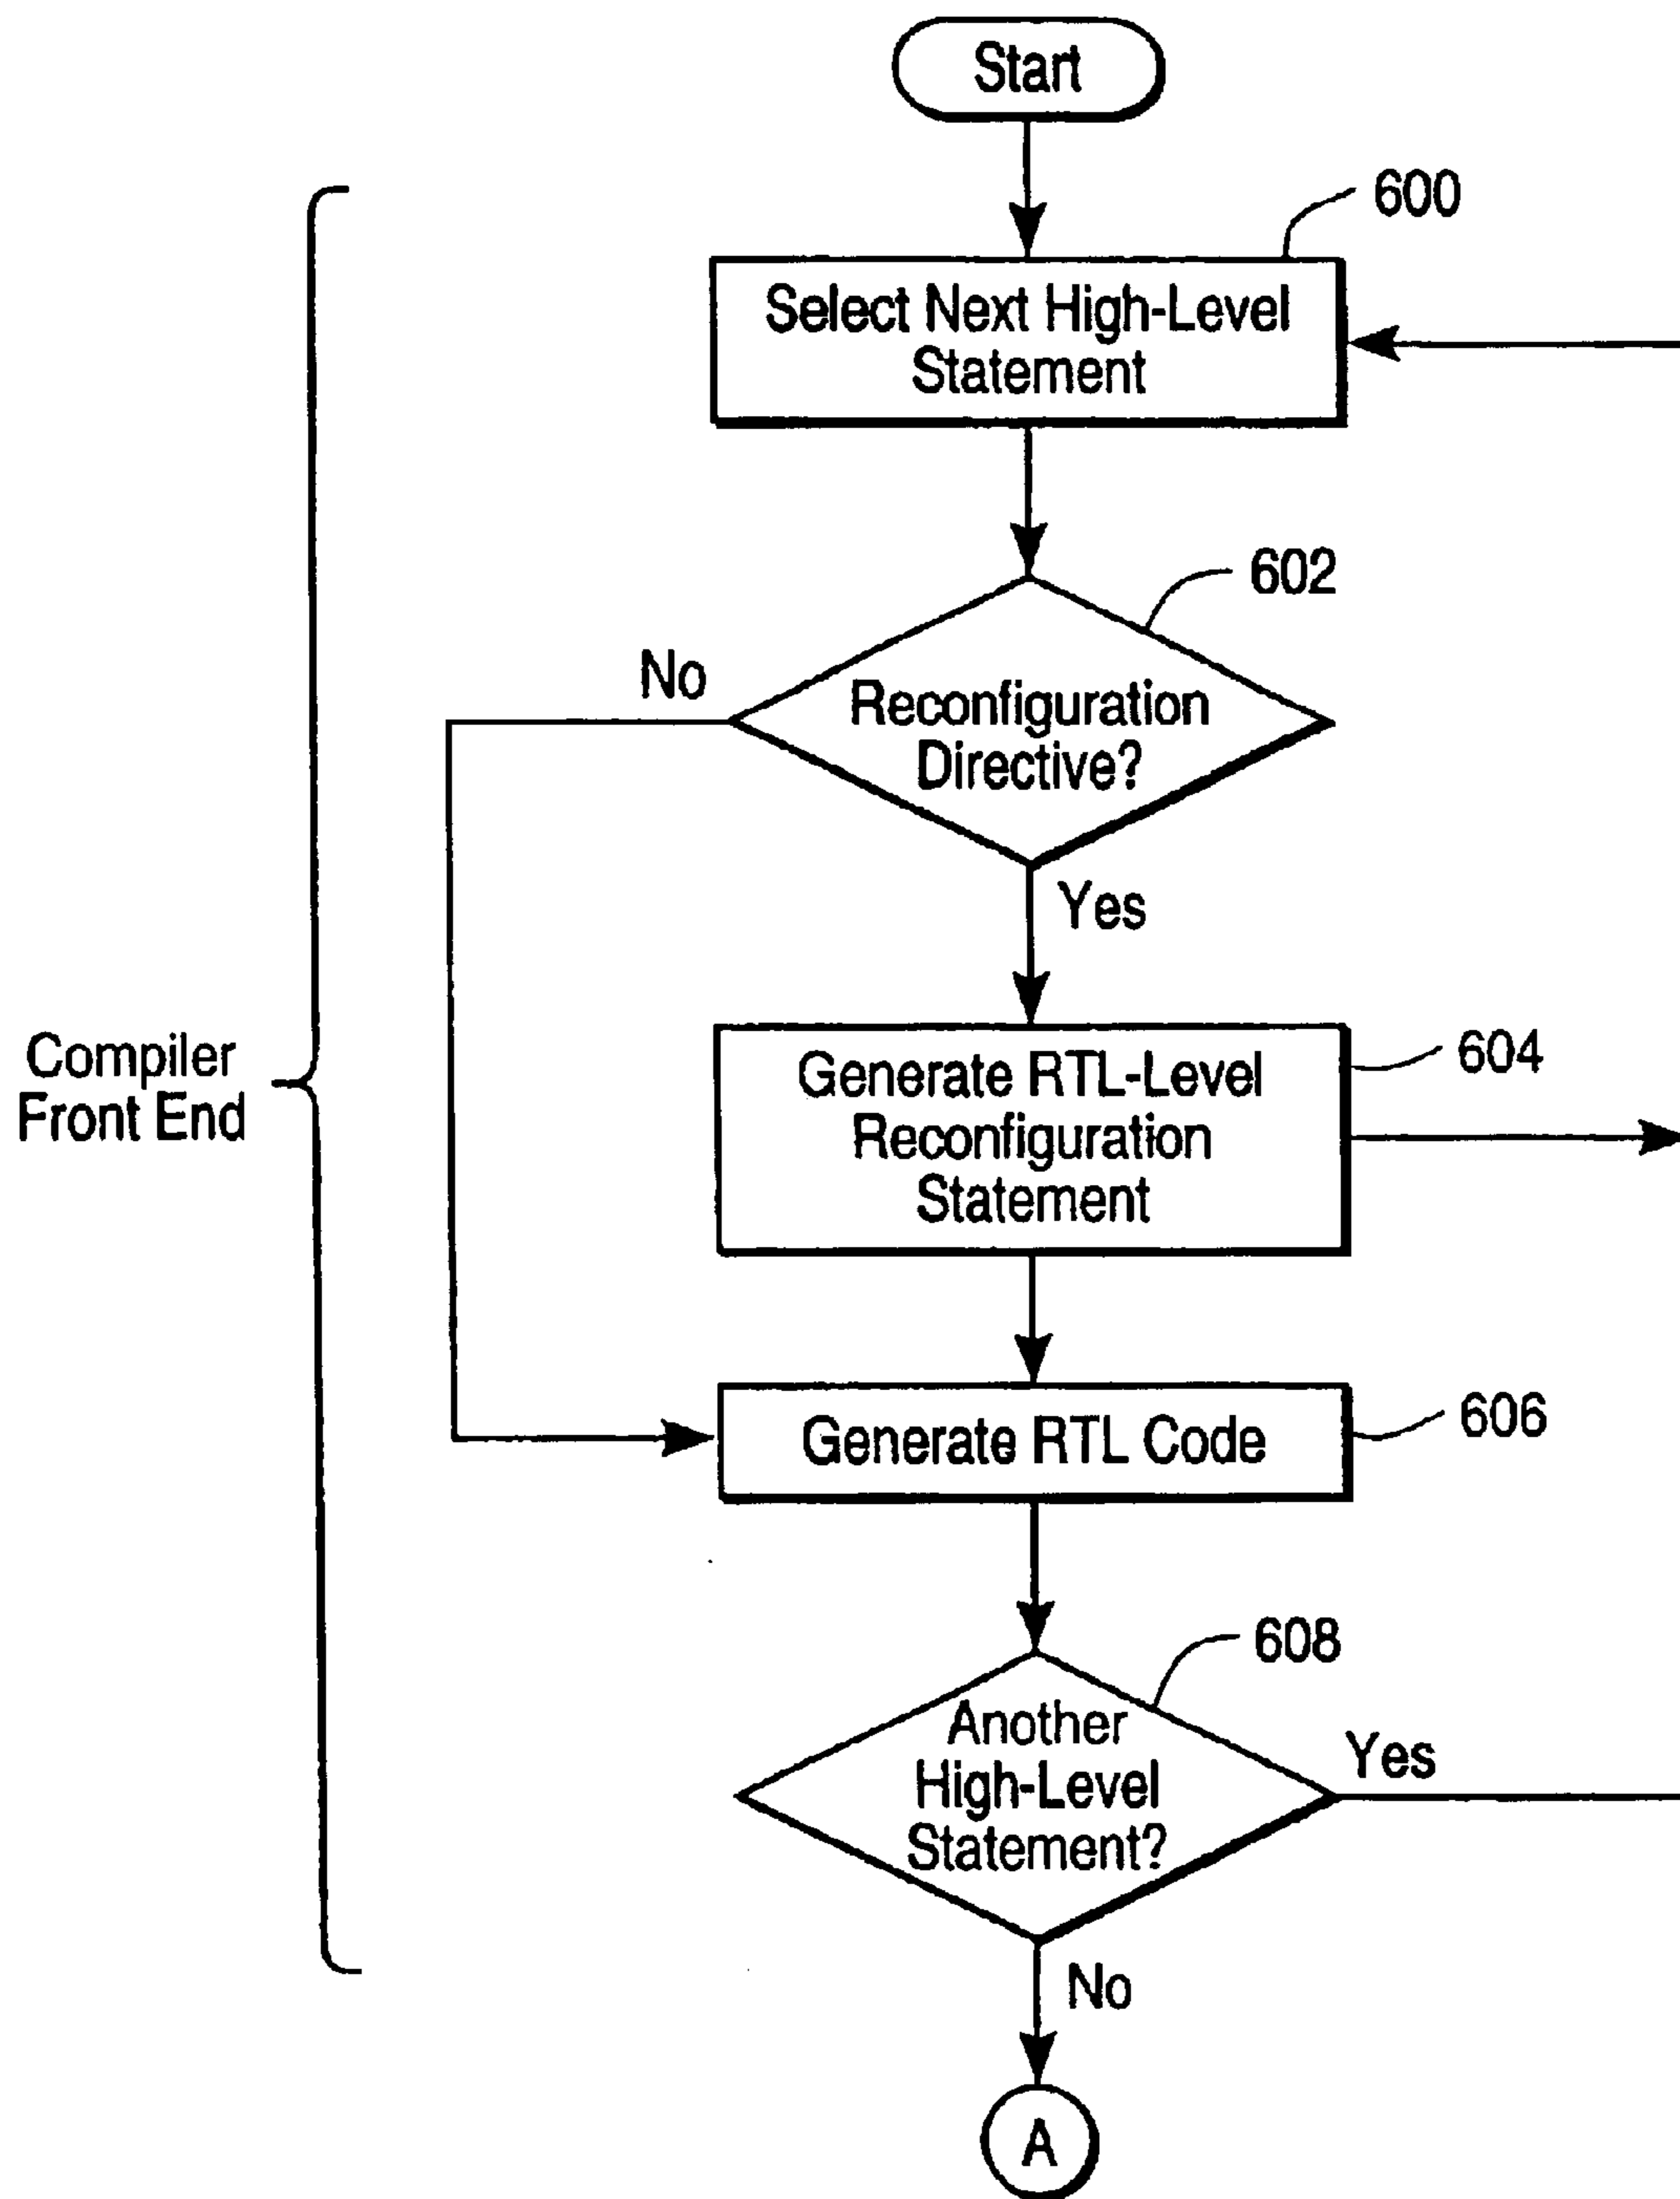 Start
600
Select Next High-Level
Statement
602
No
Reconfiguration
Directive?
Yes
Compiler
Front End
604
Generate RTL-Level
Reconfiguration
Statement
606
Generate RTL Code
608
Another
High-Level
Statement?
Yes
No
A